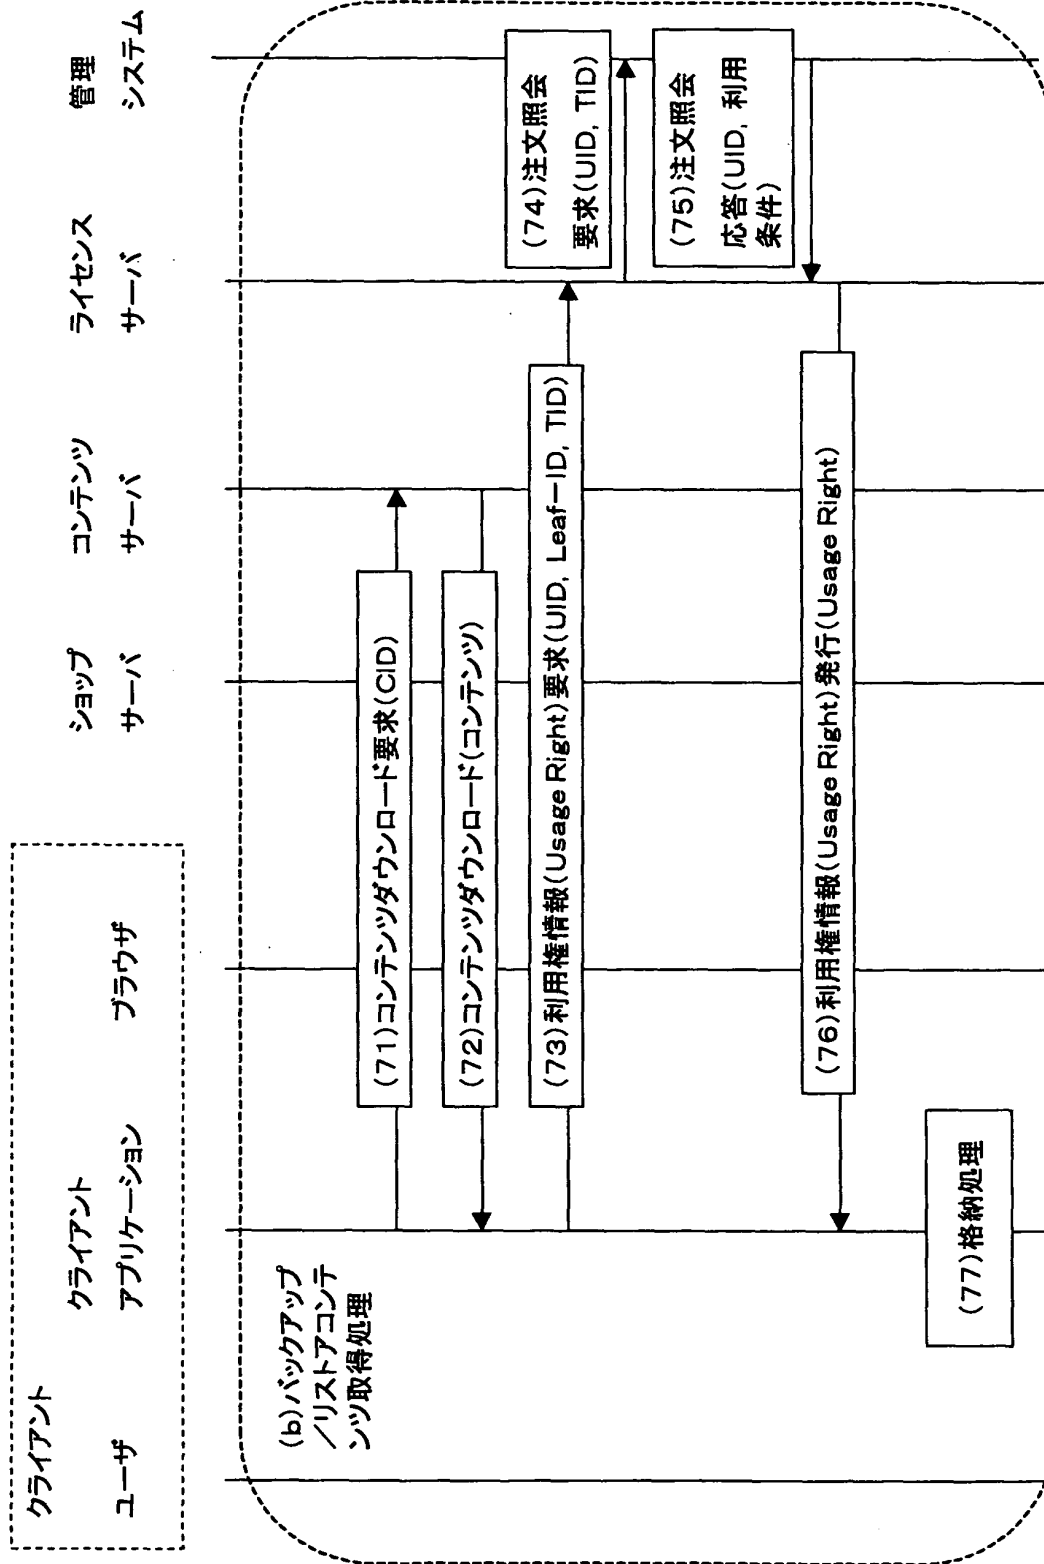 クライアント
ユーザ
クライアント
アプリケーション
ブラウザ
ショップ
サーバ
コンテンツ
サーバ
ライセンス
サーバ
管理
システム
(b)バックアップ
/リストアコンテ
ンツ取得処理
(71)コンテンツダウンロード要求(CID)
(72)コンテンツダウンロード(コンテンツ)
(73)利用権情報(Usage Right)要求(UID, Leaf-ID, TID)
(74)注文照会
要求(UID, TID)
(75)注文照会
応答(UID, 利用
条件)
(76)利用権情報(Usage Right)発行(Usage Right)
(77)格納処理